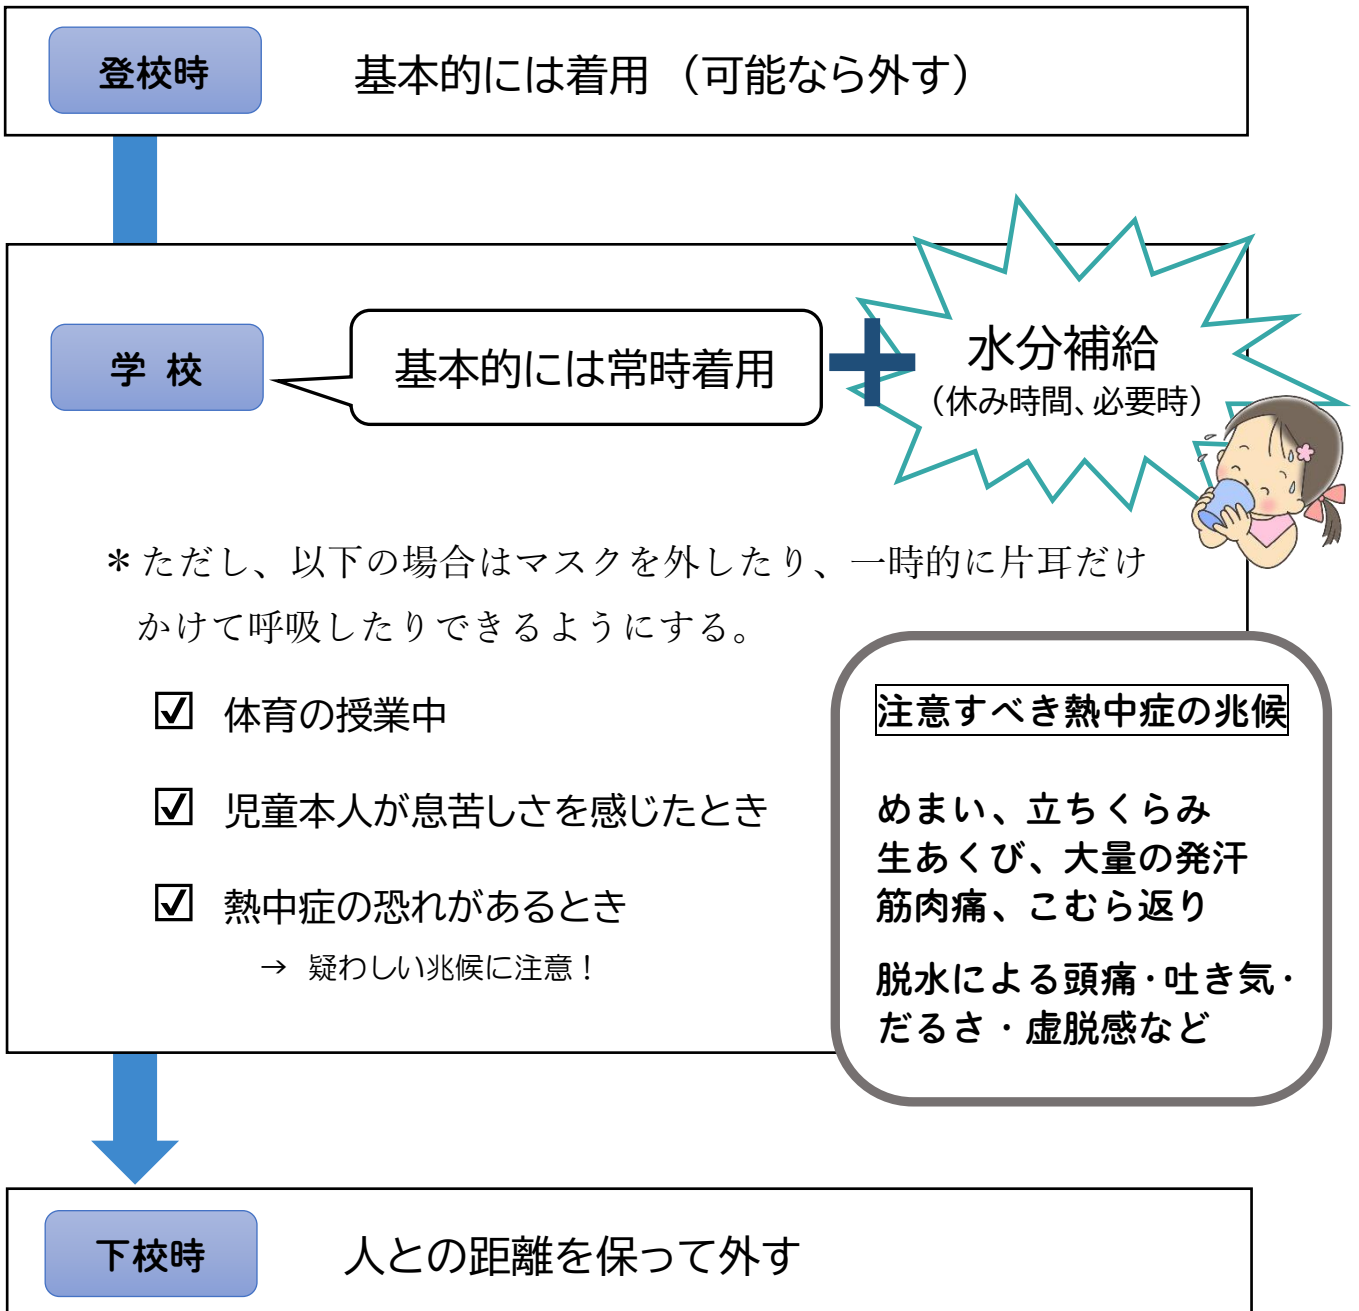 登校時
基本的には着用 （可能なら外す）
学 校
基本的には常時着用
水分補給
（休み時間、必要時）
＊ただし、以下の場合はマスクを外したり、一時的に片耳だけ
かけて呼吸したりできるようにする。
☑ 体育の授業中
☑ 児童本人が息苦しさを感じたとき
☑ 熱中症の恐れがあるとき
→ 疑わしい兆候に注意！
注意すべき熱中症の兆候
めまい、立ちくらみ
生あくび、大量の発汗
筋肉痛、こむら返り
脱水による頭痛・吐き気・
だるさ・虚脱感など
下校時
人との距離を保って外す